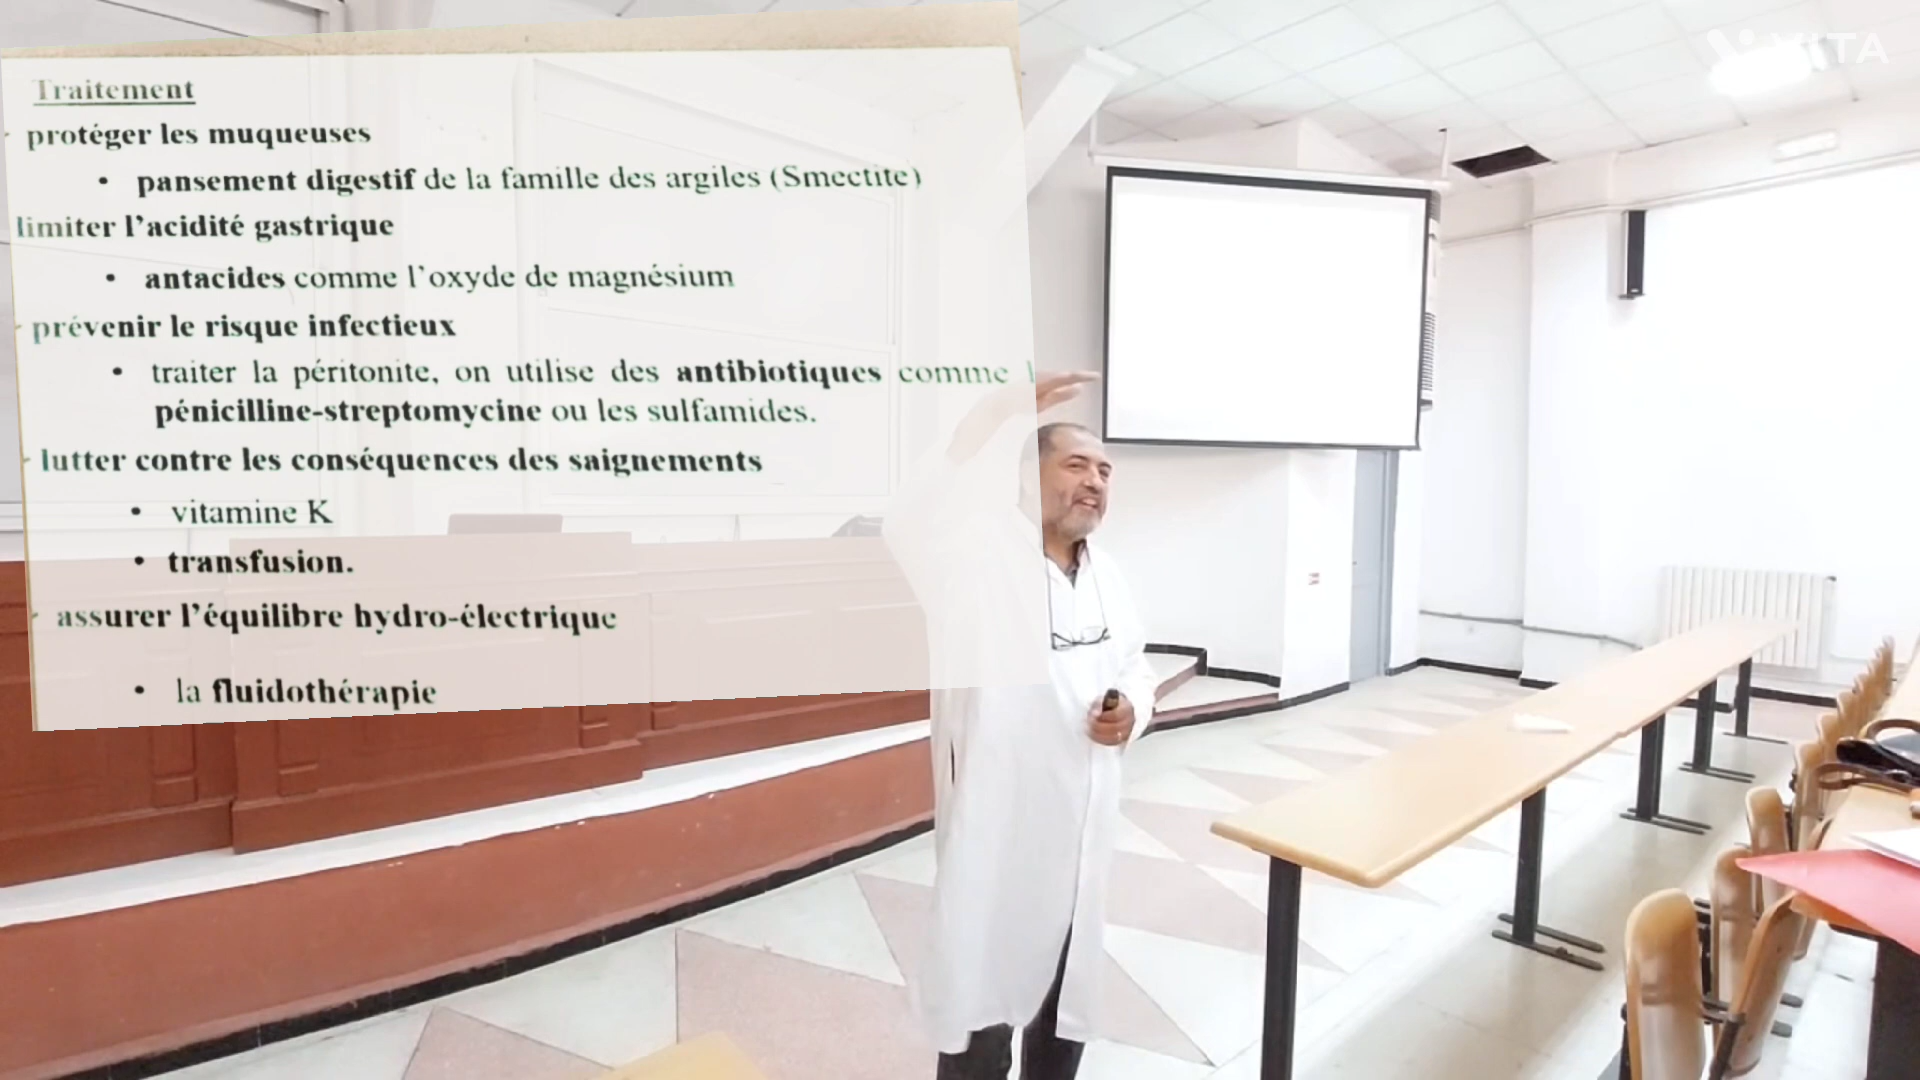 Traitement
protéger les muqueuses
• pansement digestif de la famille des argiles (Smectite)
limiter l'acidité gastrique
• antacides comme l'oxyde de magnésium
prévenir le risque infectieux
• traiter la péritonite, on utilise des antibiotiques comme
pénicilline-streptomycine ou les sulfamides.
lutter contre les conséquences des saignements
• vitamine K
• transfusion.
assurer l'équilibre hydro-électrique
• la fluidothérapie
VITA